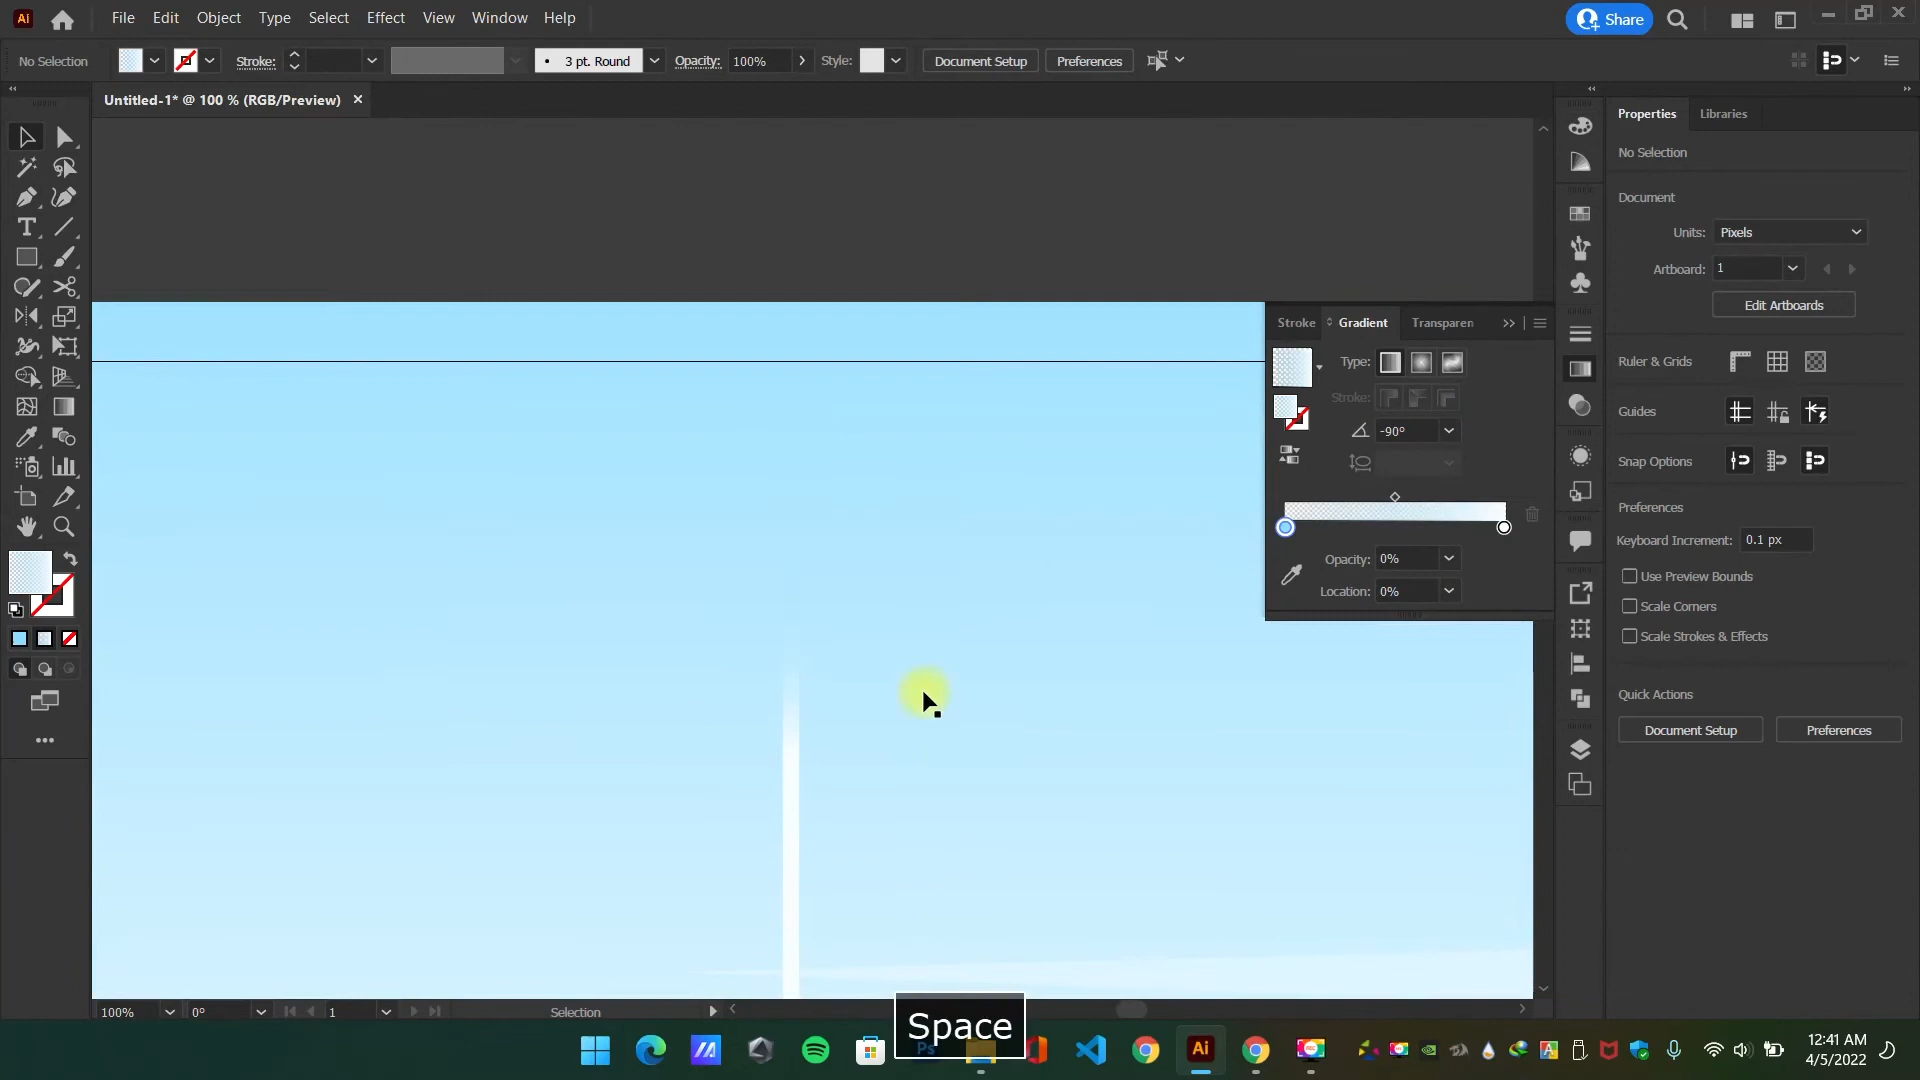 Ai File Edit Object Type Select Effect View Window Help Share
No Selection Stroke: 3 pt. Round Opacity: 100% Style: Document Setup Preferences
Untitled-1* @ 100 % (RGB/Preview)
Properties Libraries
No Selection
Document
Units: Pixels
Artboard: 1
Edit Artboards
Stroke Gradient Transparen
Type:
Stroke:
-90°
Opacity: 0%
Location: 0%
Ruler & Grids
Guides
Snap Options
Preferences
Keyboard Increment: 0.1 px
Use Preview Bounds
Scale Corners
Scale Strokes & Effects
Quick Actions
Document Setup Preferences
100% 0° 1 Selection
Space
Ps
Ai
12:41 AM
4/5/2022